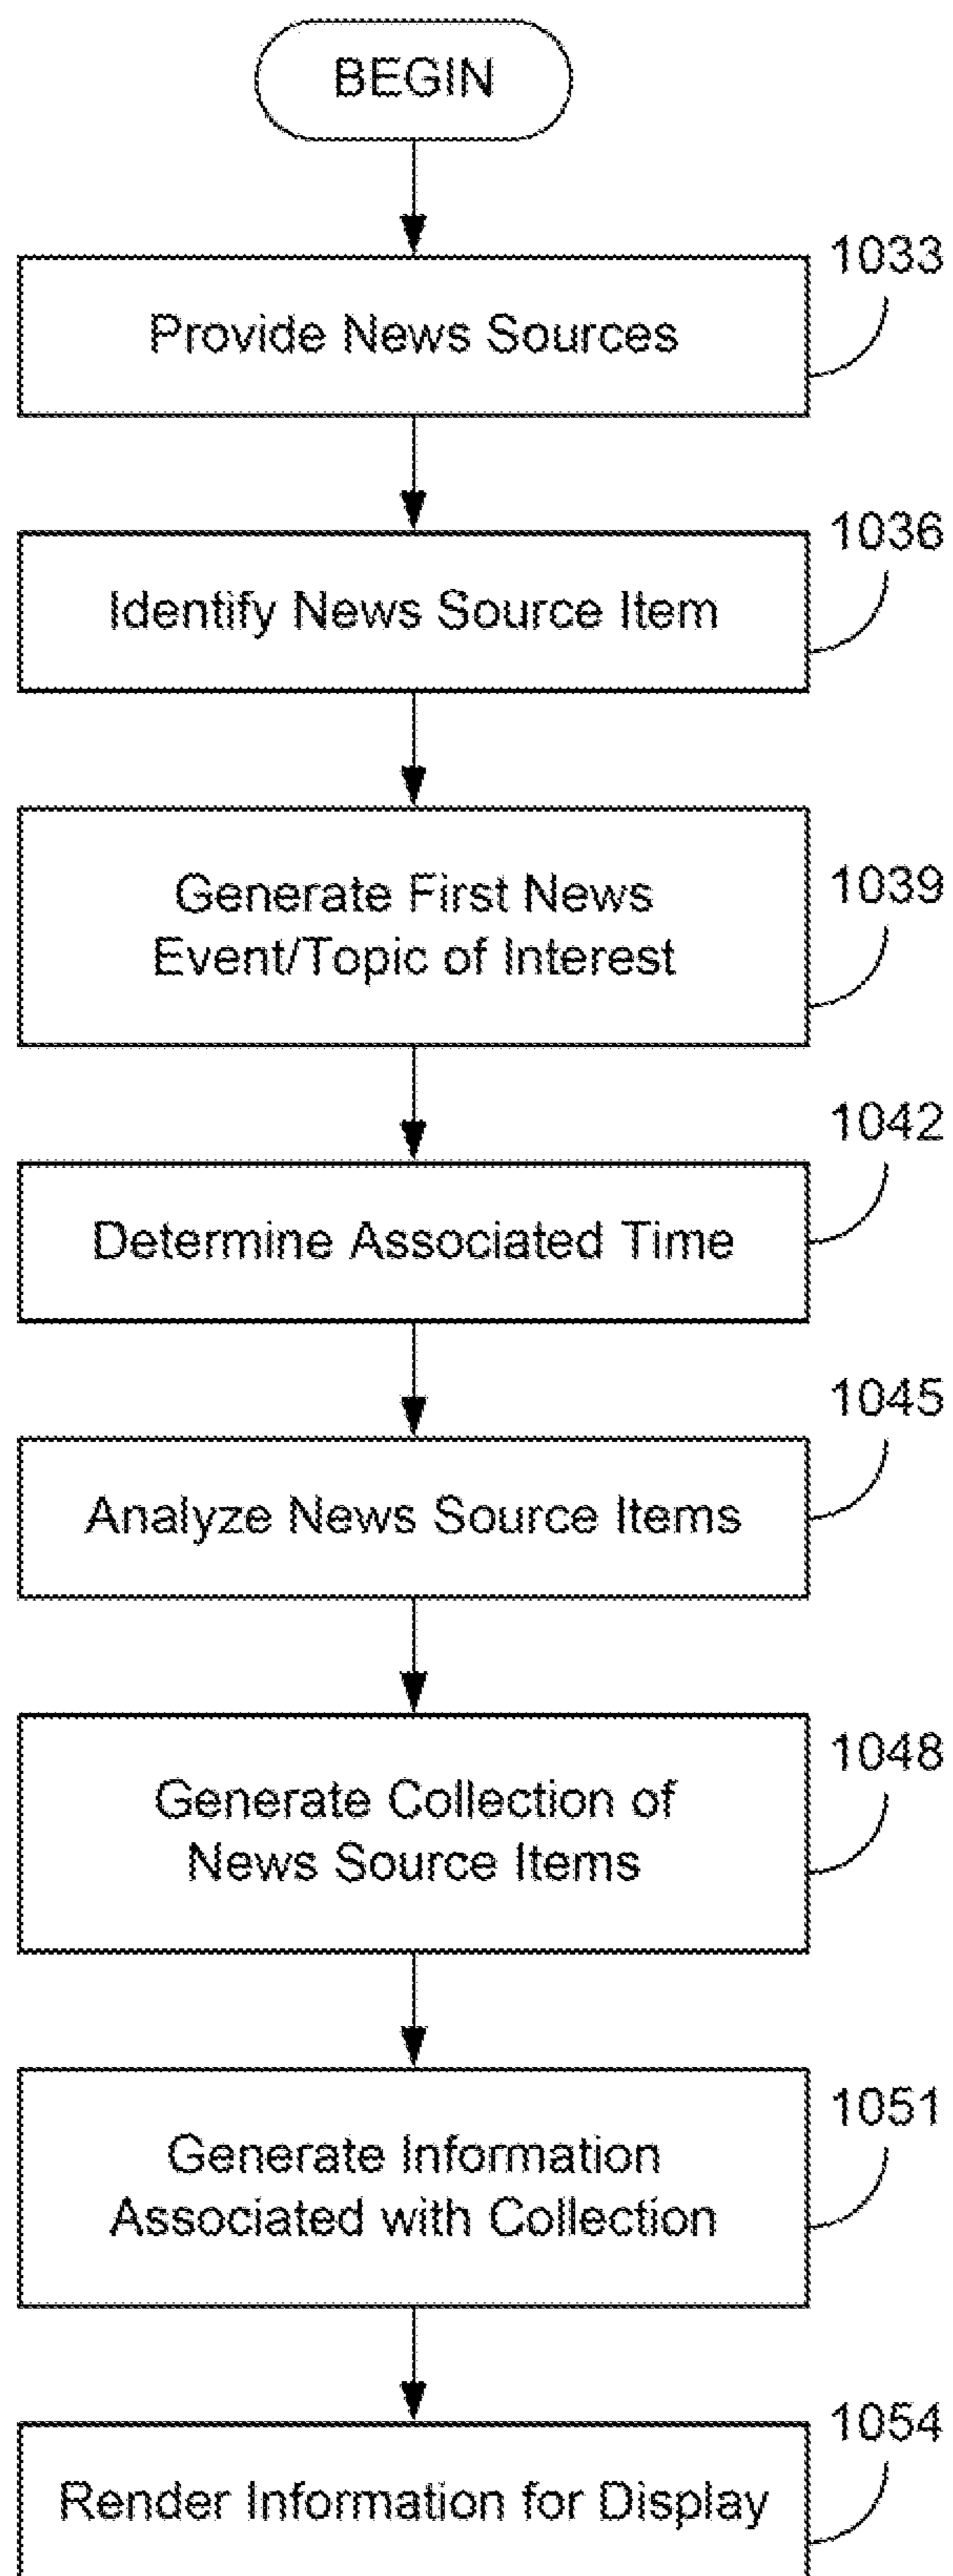 BEGIN
1033
Provide News Sources
1036
Identify News Source Item
1039
Generate First News
Event/Topic of Interest
1042
Determine Associated Time
1045
Analyze News Source Items
1048
Generate Collection of
News Source Items
1051
Generate Information
Associated with Collection
1054
Render Information for Display